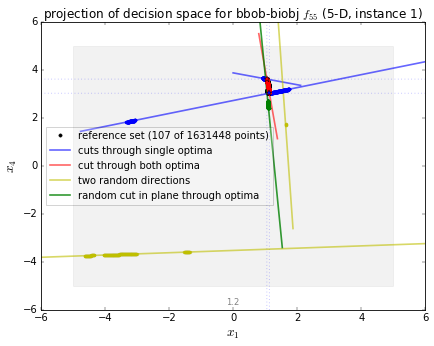 projection of decision space for bbob-biobj f₅₅ (5-D, instance 1)
6
4
2
0
−2
−4
−6
x₄
reference set (107 of 1631448 points)
cuts through single optima
cut through both optima
two random directions
random cut in plane through optima
1.2
−6
−4
−2
0
2
4
6
x₁